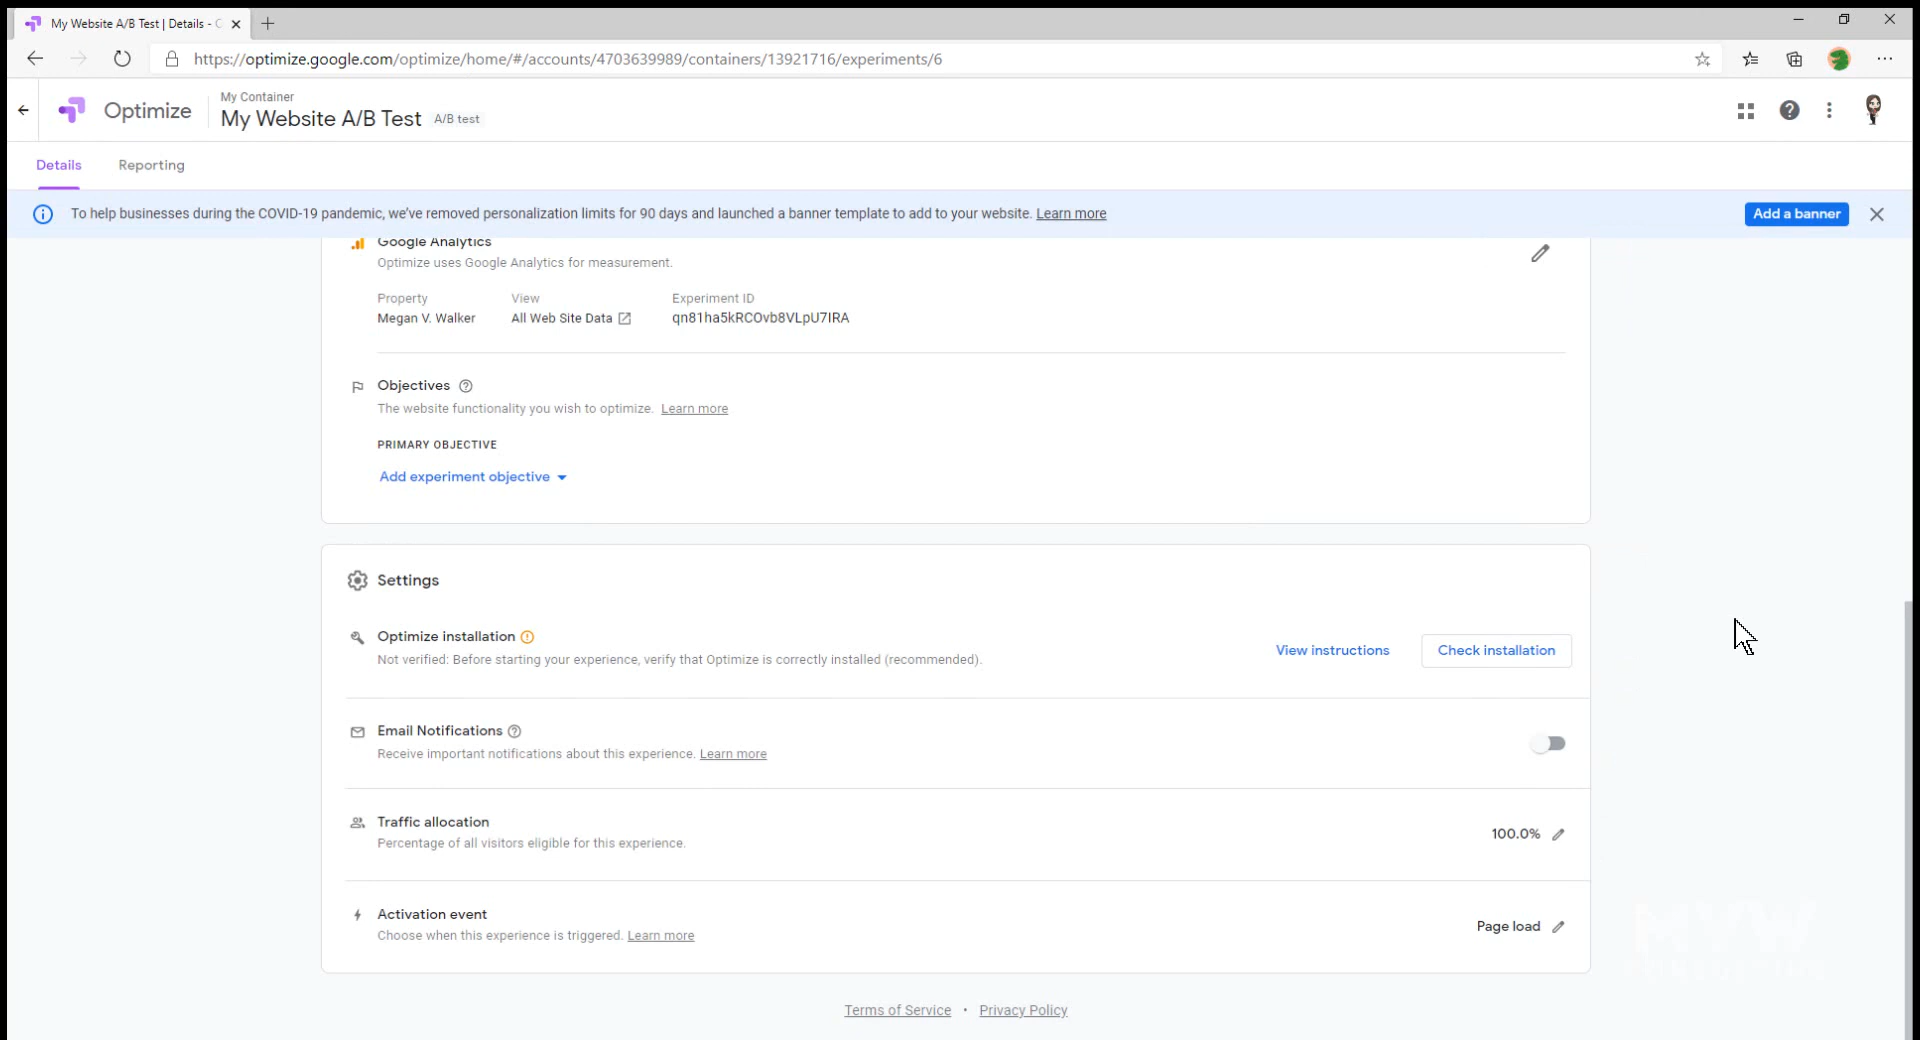 My Website A/B Test | Details -
https://optimize.google.com/optimize/home/#/accounts/4703639989/containers/13921716/experiments/6
Optimize
My Container
My Website A/B Test A/B test
Details Reporting
To help businesses during the COVID-19 pandemic, we've removed personalization limits for 90 days and launched a banner template to add to your website. Learn more Add a banner
Google Analytics
Optimize uses Google Analytics for measurement.
Property View Experiment ID
Megan V. Walker All Web Site Data qn81ha5kRCOvb8VLpU7IRA
Objectives
The website functionality you wish to optimize. Learn more
PRIMARY OBJECTIVE
Add experiment objective
Settings
Optimize installation
Not verified: Before starting your experience, verify that Optimize is correctly installed (recommended).
View instructions Check installation
Email Notifications
Receive important notifications about this experience. Learn more
Traffic allocation
Percentage of all visitors eligible for this experience.
100.0%
Activation event
Choose when this experience is triggered. Learn more
Page load
MVW
Terms of Service • Privacy Policy